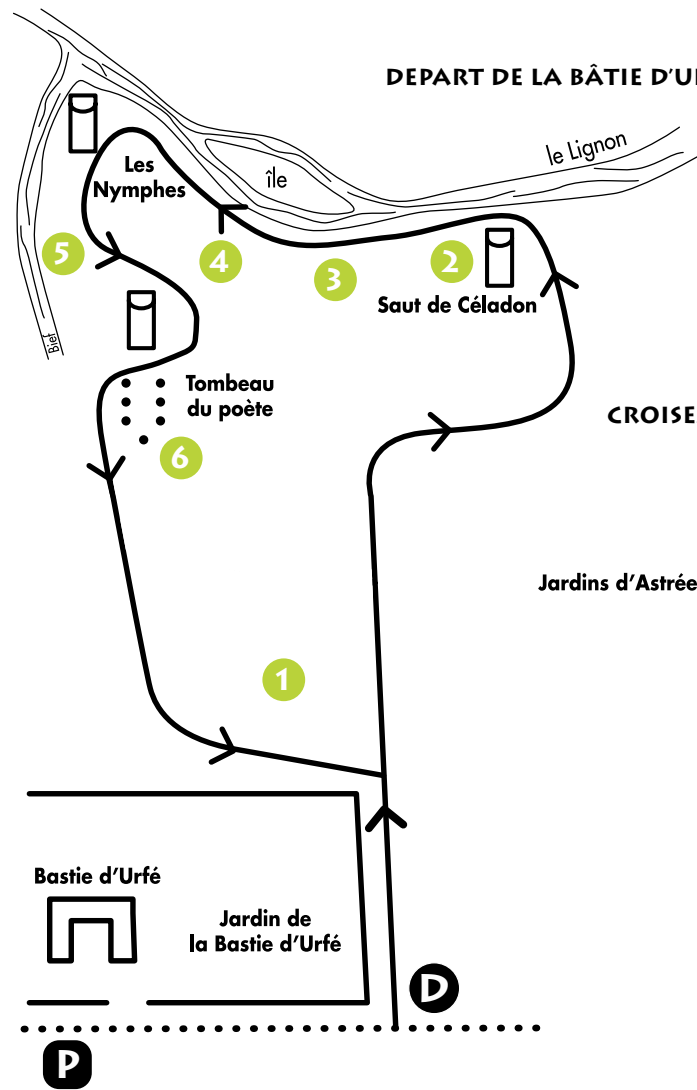 DEPART DE LA BÂTIE D'U
le Lignon
Les
Nymphes
île
5
4
3
2
Saut de Céladon
Bief
Tombeau
du poète
6
CROISE
Jardins d'Astrée
1
Bastie d'Urfé
Jardin de
la Bastie d'Urfé
D
P